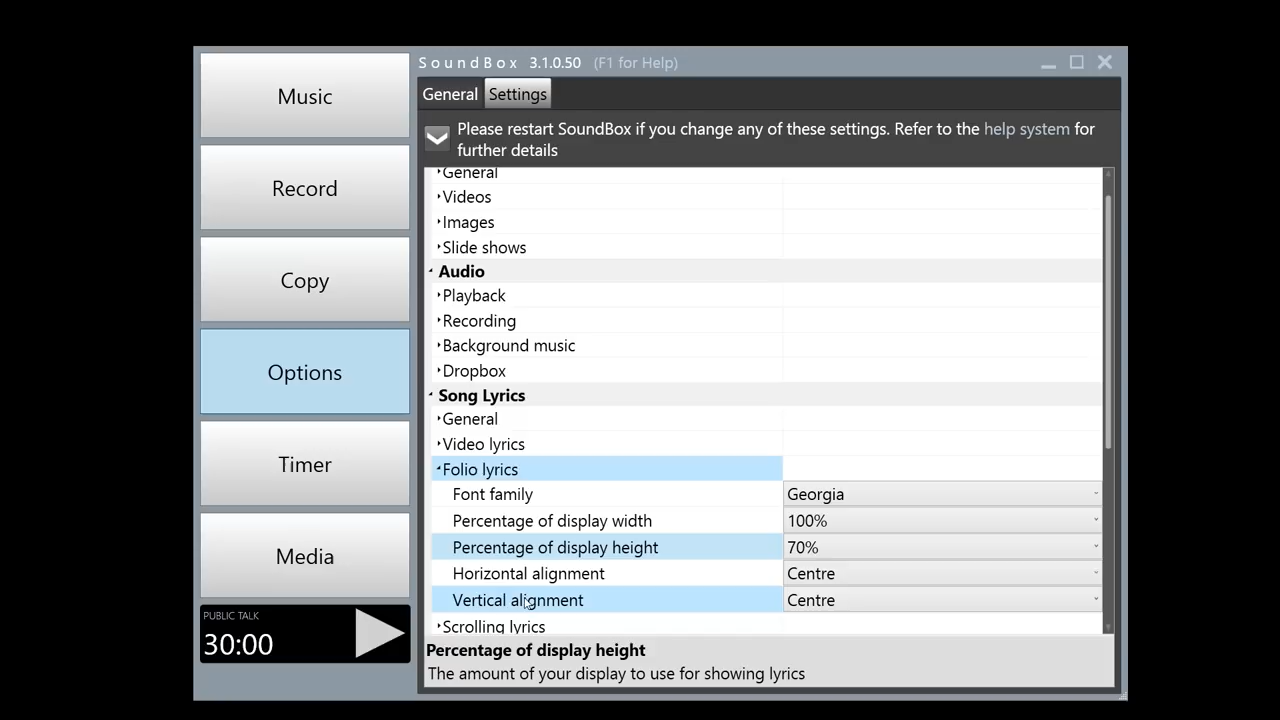 SoundBox 3.1.0.50 (F1 for Help)
Music
Record
Copy
Options
Timer
Media
PUBLIC TALK
30:00
General Settings
Please restart SoundBox if you change any of these settings. Refer to the help system for
further details
General
Videos
Images
Slide shows
Audio
Playback
Recording
Background music
Dropbox
Song Lyrics
General
Video lyrics
Folio lyrics
Font family Georgia
Percentage of display width 100%
Percentage of display height 70%
Horizontal alignment Centre
Vertical alignment Centre
Scrolling lyrics
Percentage of display height
The amount of your display to use for showing lyrics